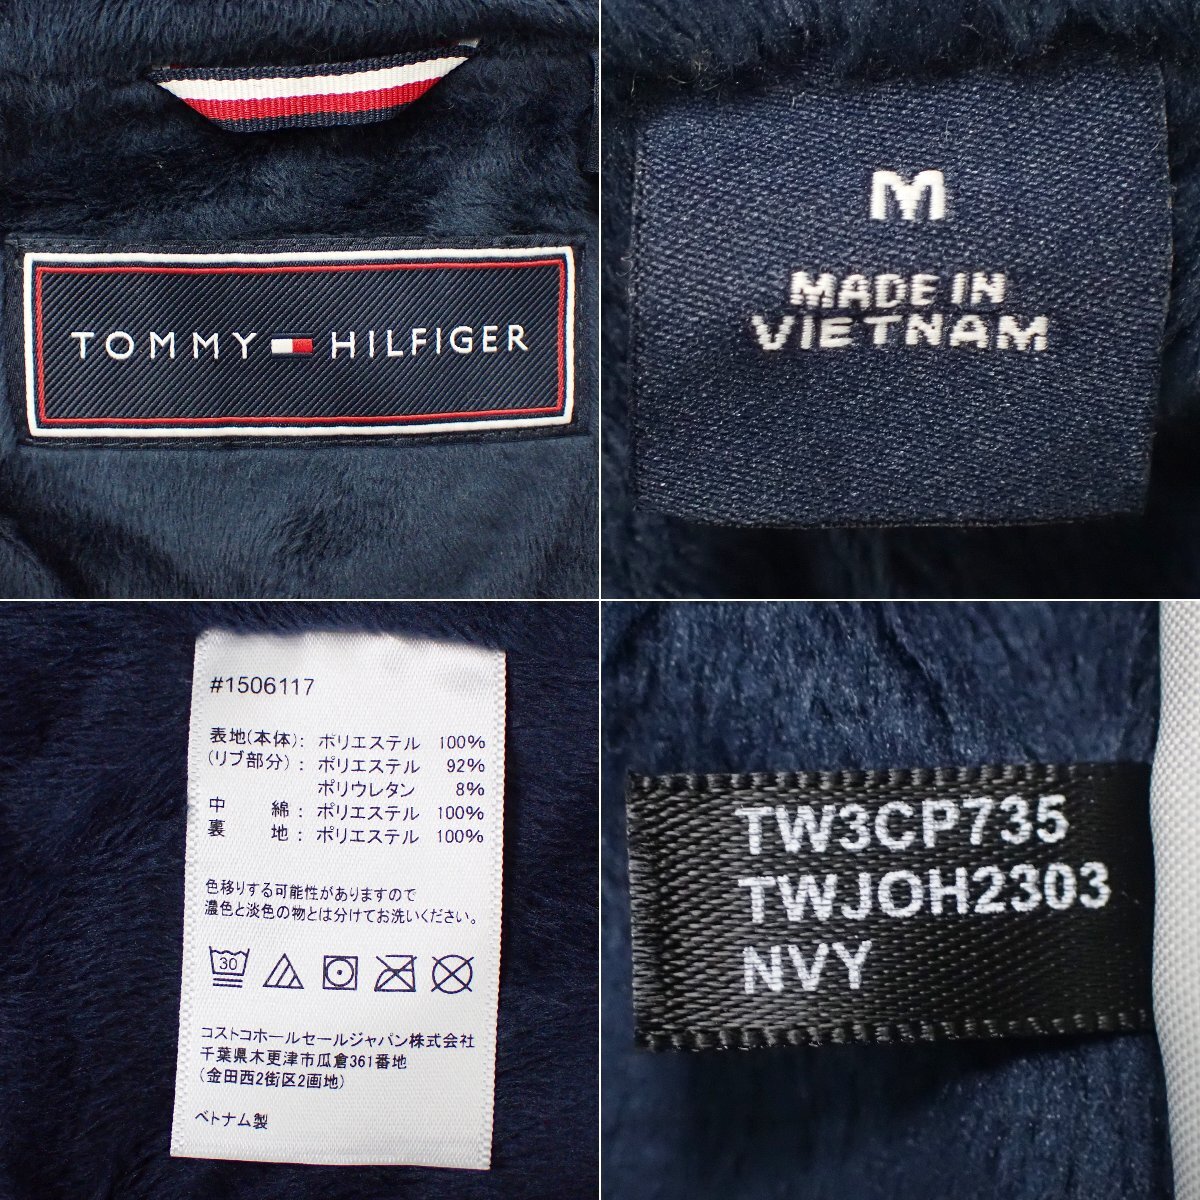 TOMMY HILFIGER
M
MADE IN
VIETNAM
#1506117
表地(本体): ポリエステル 100%
(リブ部分): ポリエステル 92%
ポリウレタン 8%
中 綿: ポリエステル 100%
裏 地: ポリエステル 100%
色移りする可能性がありますので
濃色と淡色の物とは分けてお洗いください。
30
コストコホールセールジャパン株式会社
千葉県木更津市瓜倉361番地
(金田西2街区2画地)
ベトナム製
TW3CP735
TWJOH2303
NVY